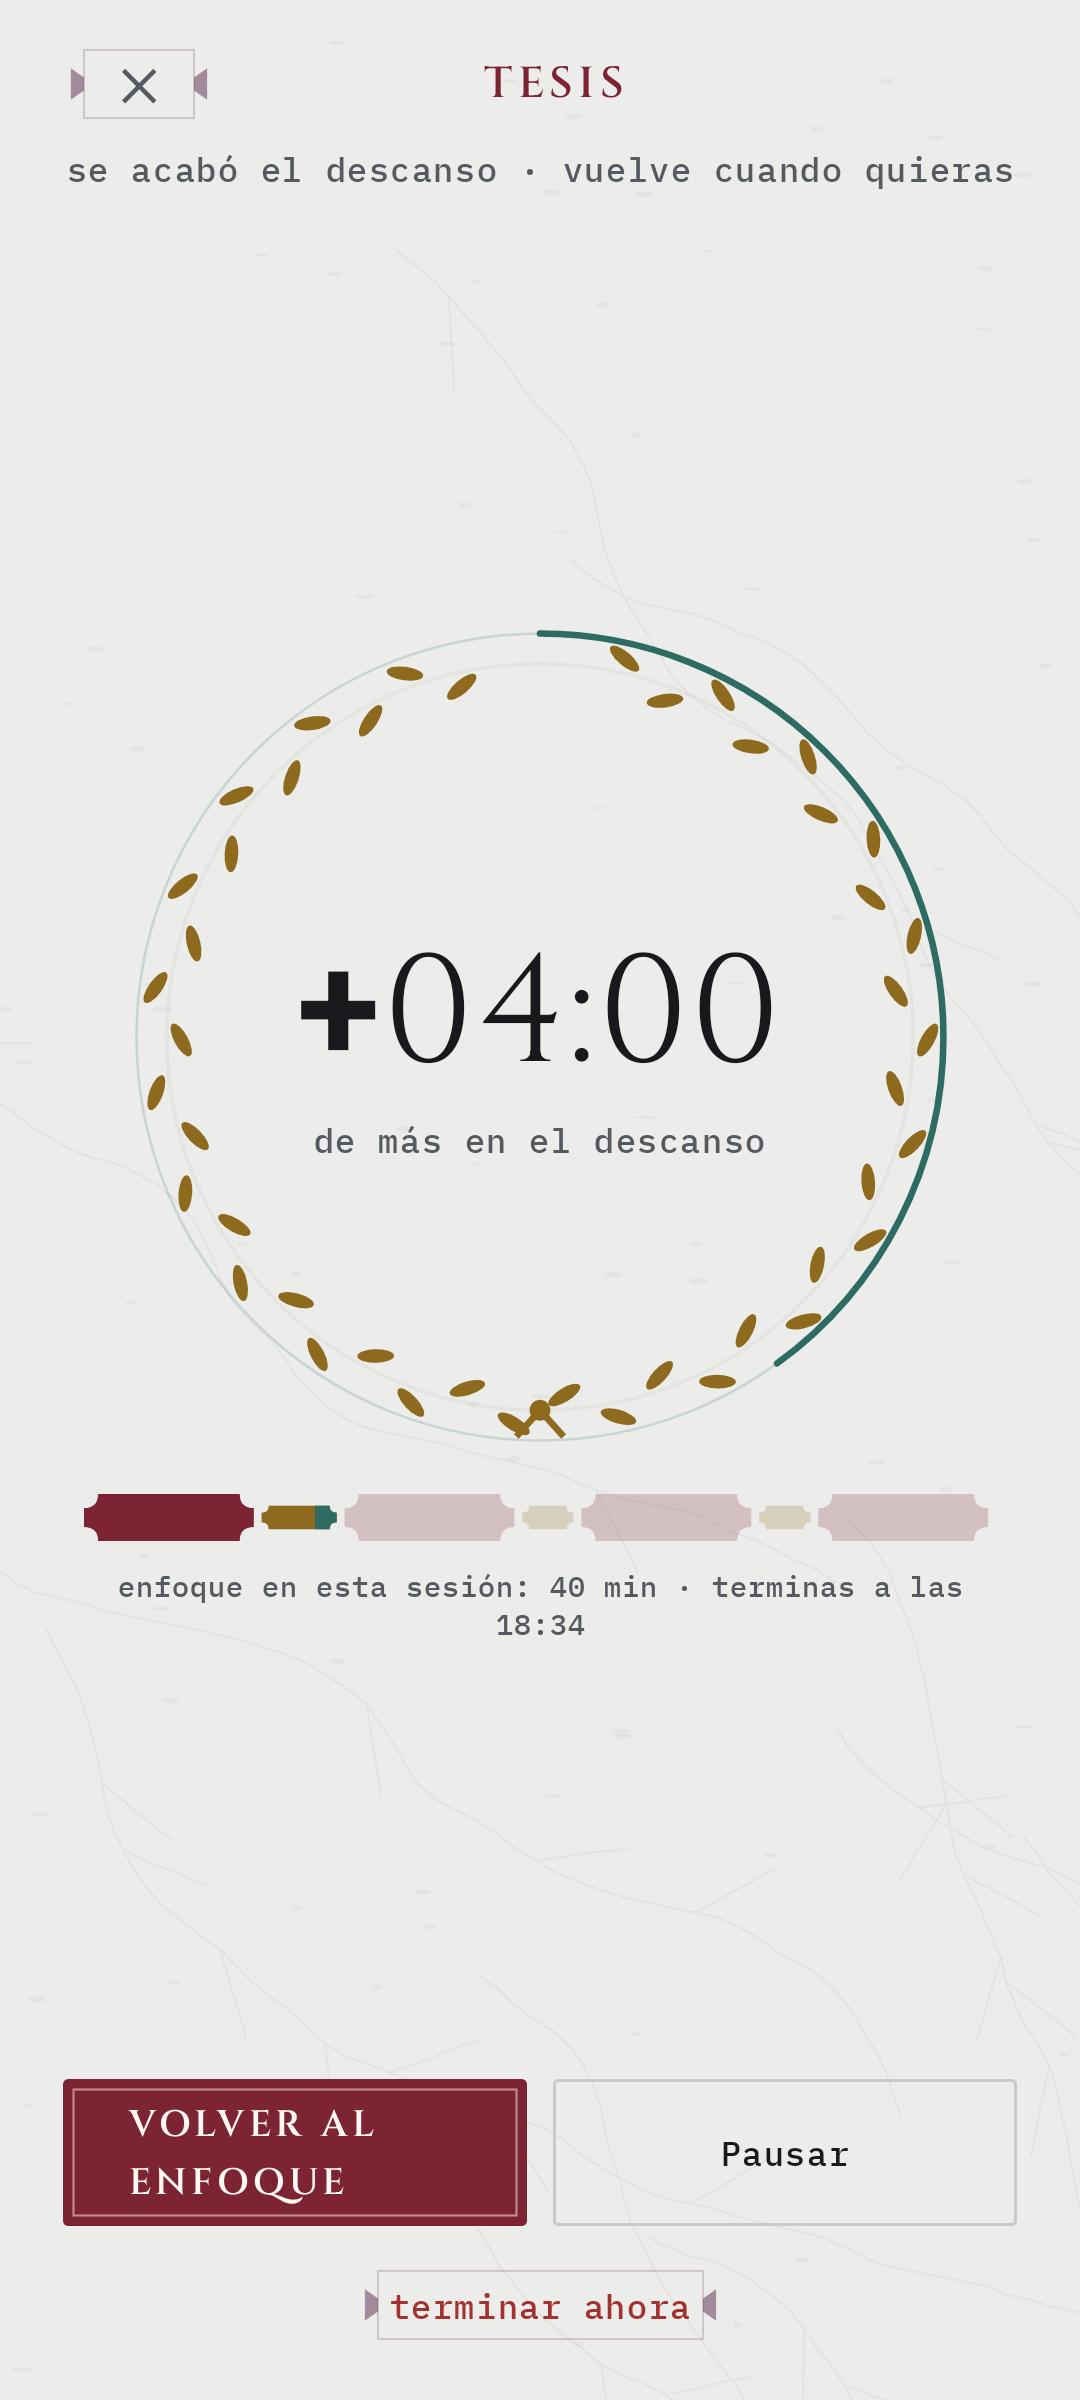 TESIS
se acabó el descanso · vuelve cuando quieras
+04:00
de más en el descanso
enfoque en esta sesión: 40 min · terminas a las
18:34
VOLVER AL
ENFOQUE
Pausar
terminar ahora